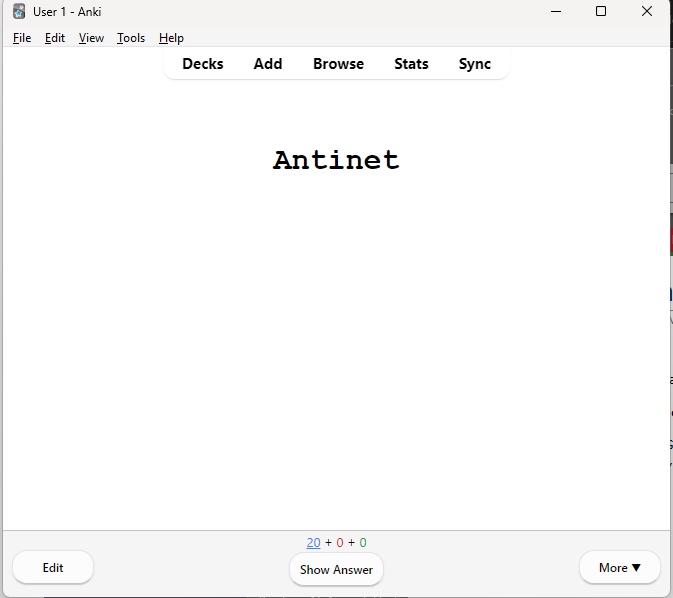 User 1 - Anki
File Edit View Tools Help
Decks Add Browse Stats Sync
Antinet
20 + 0 + 0
Edit Show Answer More ▼